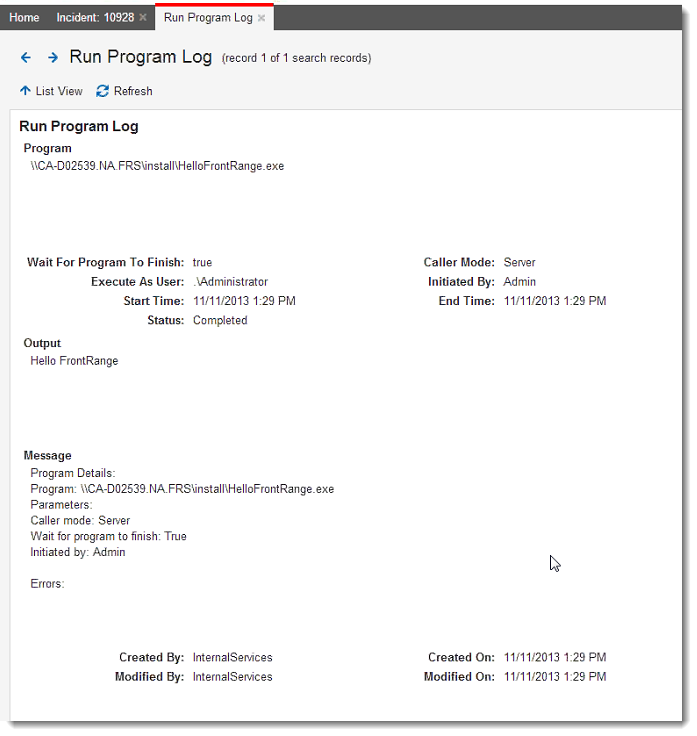 Home Incident: 10928 × Run Program Log ×
← → Run Program Log (record 1 of 1 search records)
List View Refresh
Run Program Log
Program
\\CA-D02539.NA.FRS\install\HelloFrontRange.exe
Wait For Program To Finish: true Caller Mode: Server
Execute As User: .\Administrator Initiated By: Admin
Start Time: 11/11/2013 1:29 PM End Time: 11/11/2013 1:29 PM
Status: Completed
Output
Hello FrontRange
Message
Program Details:
Program: \\CA-D02539.NA.FRS\install\HelloFrontRange.exe
Parameters:
Caller mode: Server
Wait for program to finish: True
Initiated by: Admin
Errors:
Created By: InternalServices Created On: 11/11/2013 1:29 PM
Modified By: InternalServices Modified On: 11/11/2013 1:29 PM